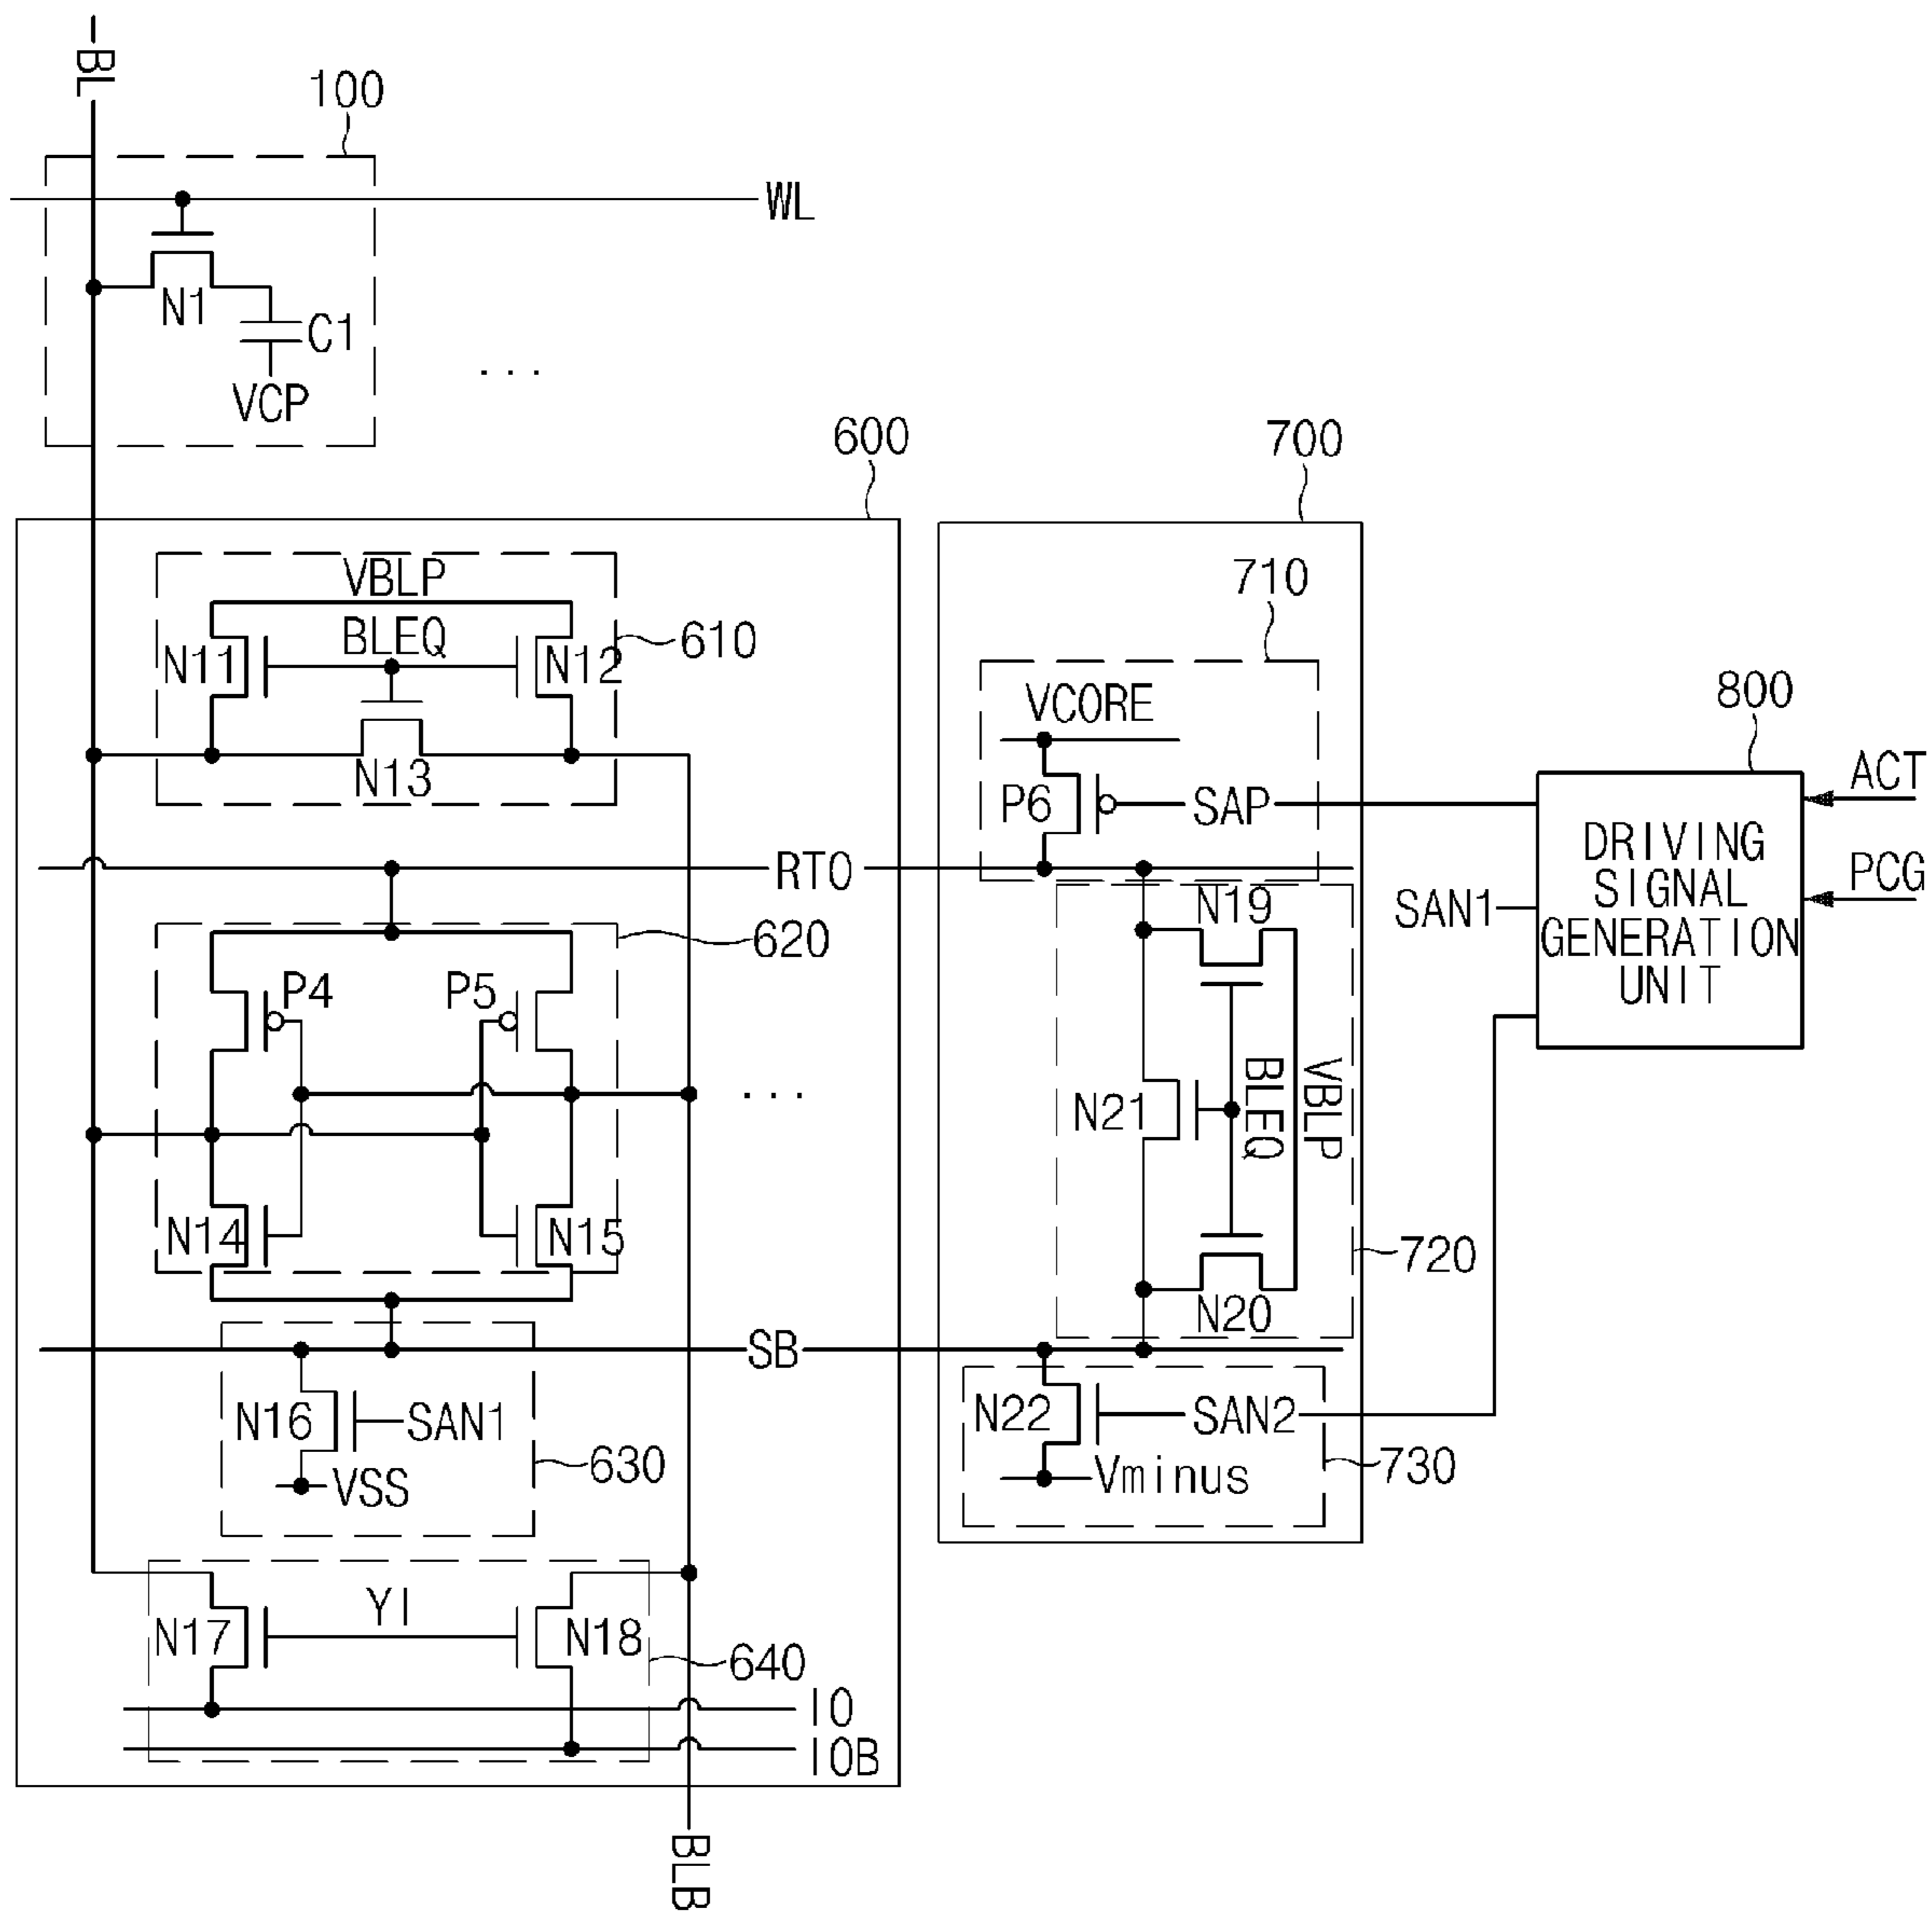 BL
100
WL
N1
C1
VCP
...
600
700
VBLP
BLEQ
N11
N12
N13
610
710
VCORE
P6
SAP
800
ACT
PCG
DRIVING
SIGNAL
GENERATION
UNIT
RTO
SAN1
620
P4
P5
N14
N15
...
N19
N21
BLEQ
VBLP
N20
720
SB
N16
SAN1
VSS
630
N22
SAN2
Vminus
730
YI
N17
N18
640
IO
IOB
BLB